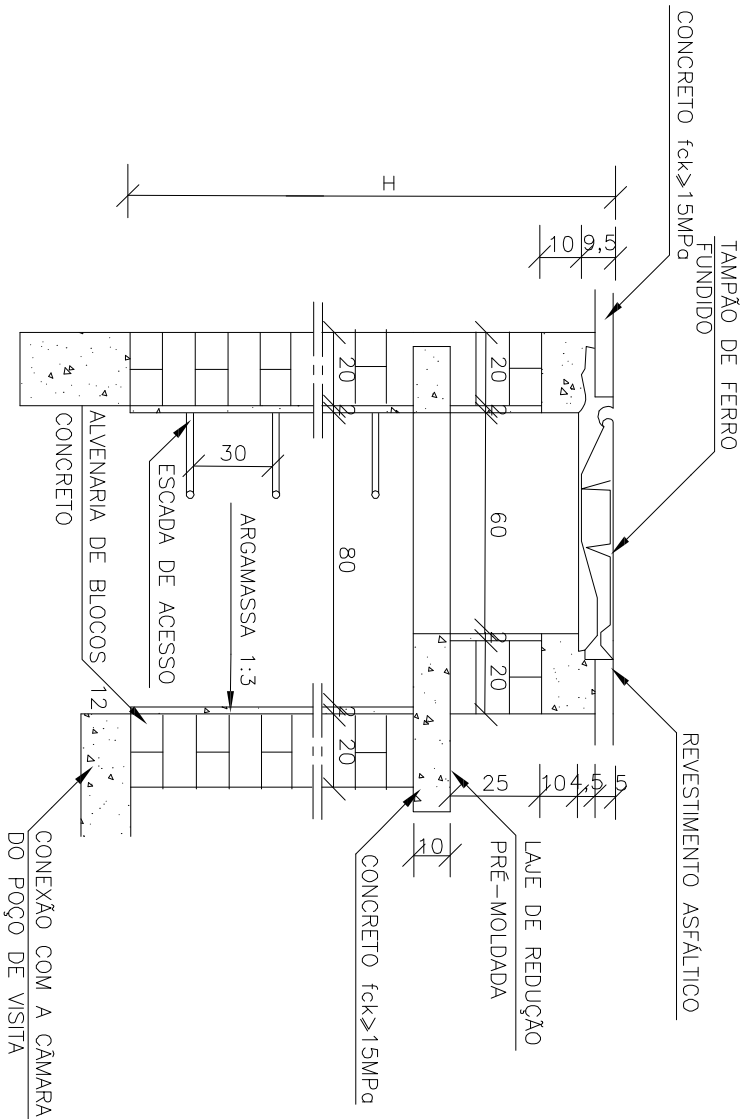 TAMPÃO DE FERRO
FUNDIDO
CONCRETO fck≥15MPa
REVESTIMENTO ASFÁLTICO
H
10
9,5
20
2
60
2
20
25
10
4,5
5
LAJE DE REDUÇÃO
PRÉ-MOLDADA
10
CONCRETO fck≥15MPa
20
2
80
2
20
30
ARGAMASSA 1:3
ESCADA DE ACESSO
ALVENARIA DE BLOCOS
CONCRETO
12
CONEXÃO COM A CÂMARA
DO POÇO DE VISITA